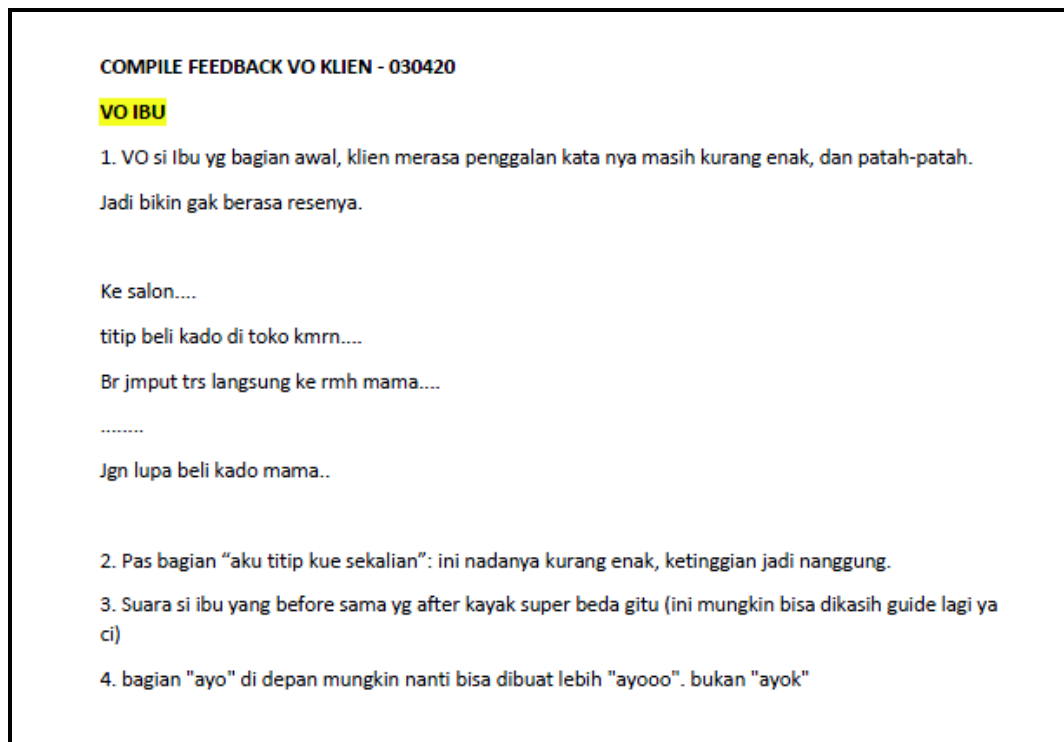 COMPILE FEEDBACK VO KLIEN - 030420
VO IBU
1. VO si Ibu yg bagian awal, klien merasa penggalan kata nya masih kurang enak, dan patah-patah.
Jadi bikin gak berasa resenya.
Ke salon....
titip beli kado di toko kmrn....
Br jmput trs langsung ke rmh mama....
........
Jgn lupa beli kado mama..
2. Pas bagian “aku titip kue sekalian”: ini nadanya kurang enak, ketinggian jadi nanggung.
3. Suara si ibu yang before sama yg after kayak super beda gitu (ini mungkin bisa dikasih guide lagi ya
ci)
4. bagian "ayo" di depan mungkin nanti bisa dibuat lebih "ayooo". bukan "ayok"